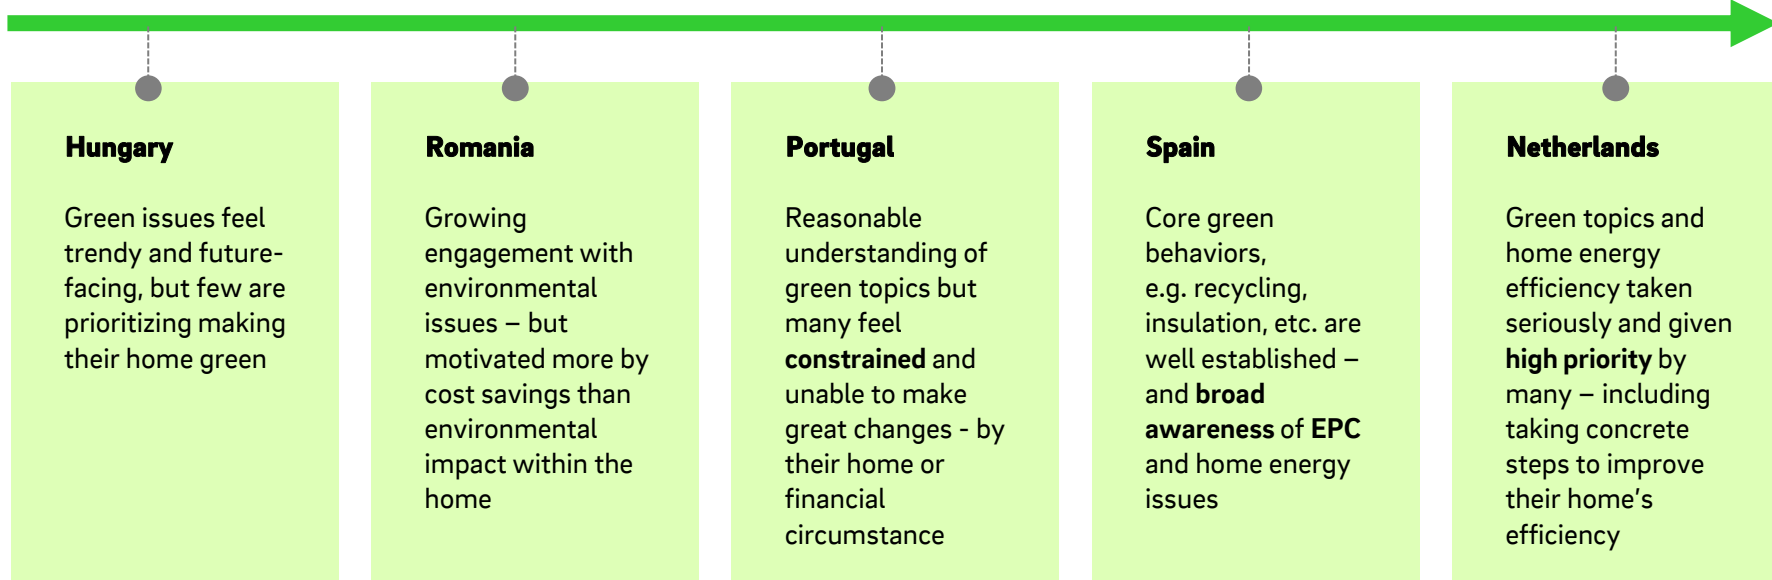 Hungary
Green issues feel
trendy and future-
facing, but few are
prioritizing making
their home green
Romania
Growing
engagement with
environmental
issues – but
motivated more by
cost savings than
environmental
impact within the
home
Portugal
Reasonable
understanding of
green topics but
many feel
constrained and
unable to make
great changes - by
their home or
financial
circumstance
Spain
Core green
behaviors,
e.g. recycling,
insulation, etc. are
well established –
and broad
awareness of EPC
and home energy
issues
Netherlands
Green topics and
home energy
efficiency taken
seriously and given
high priority by
many – including
taking concrete
steps to improve
their home’s
efficiency